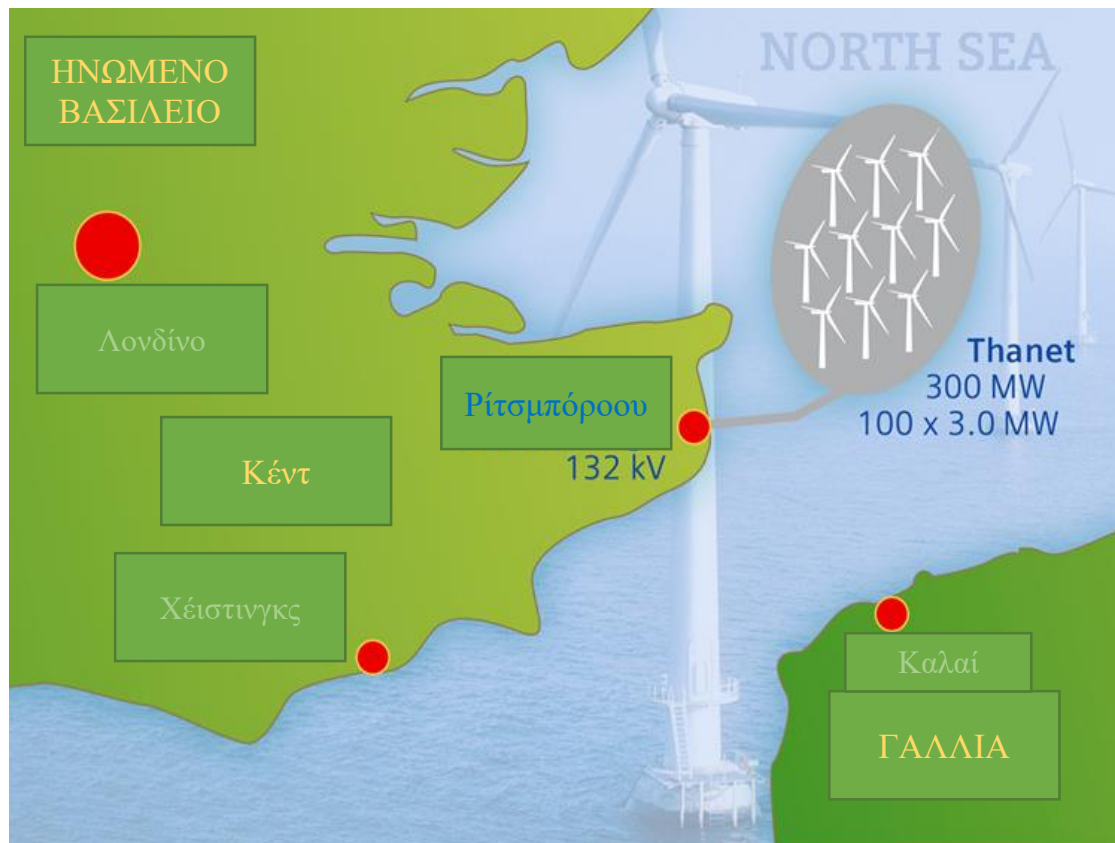 ΗΝΩΜΕΝΟ
ΒΑΣΙΛΕΙΟ
NORTH SEA
Λονδίνο
Thanet
300 MW
100 x 3.0 MW
Ρίτσμπόροου
132 kV
Κέντ
Χέιστινγκς
Καλαί
ΓΑΛΛΙΑ